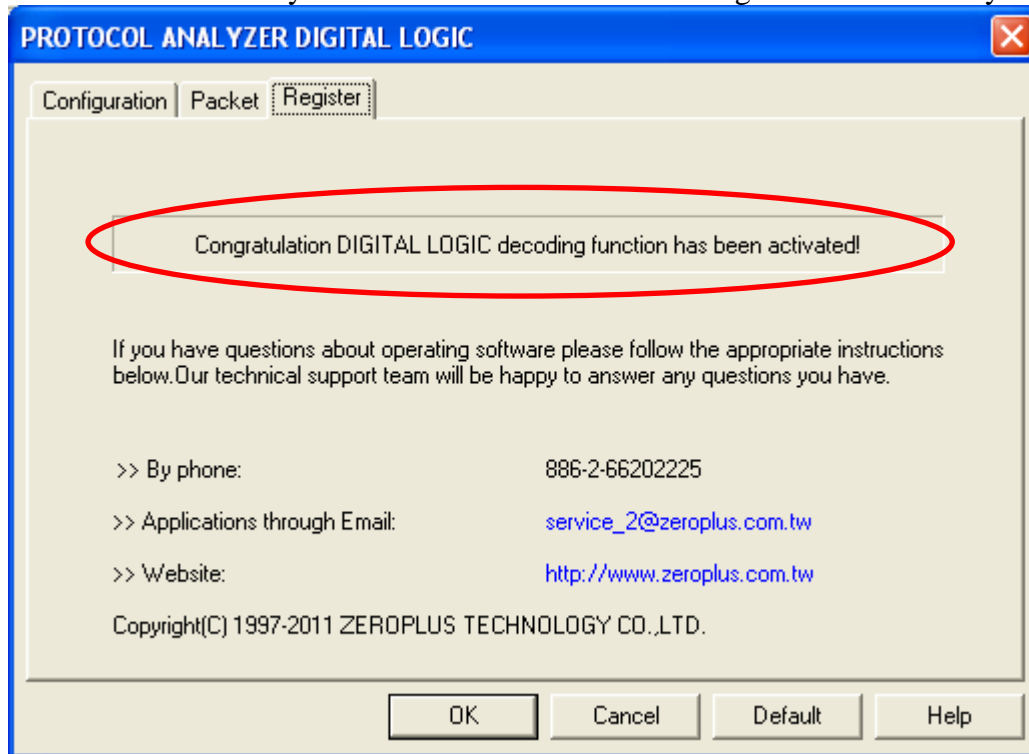 PROTOCOL ANALYZER DIGITAL LOGIC
Configuration Packet Register
Congratulation DIGITAL LOGIC decoding function has been activated!
If you have questions about operating software please follow the appropriate instructions
below.Our technical support team will be happy to answer any questions you have.
>> By phone: 886-2-66202225
>> Applications through Email: service_2@zeroplus.com.tw
>> Website: http://www.zeroplus.com.tw
Copyright(C) 1997-2011 ZEROPLUS TECHNOLOGY CO.,LTD.
OK Cancel Default Help